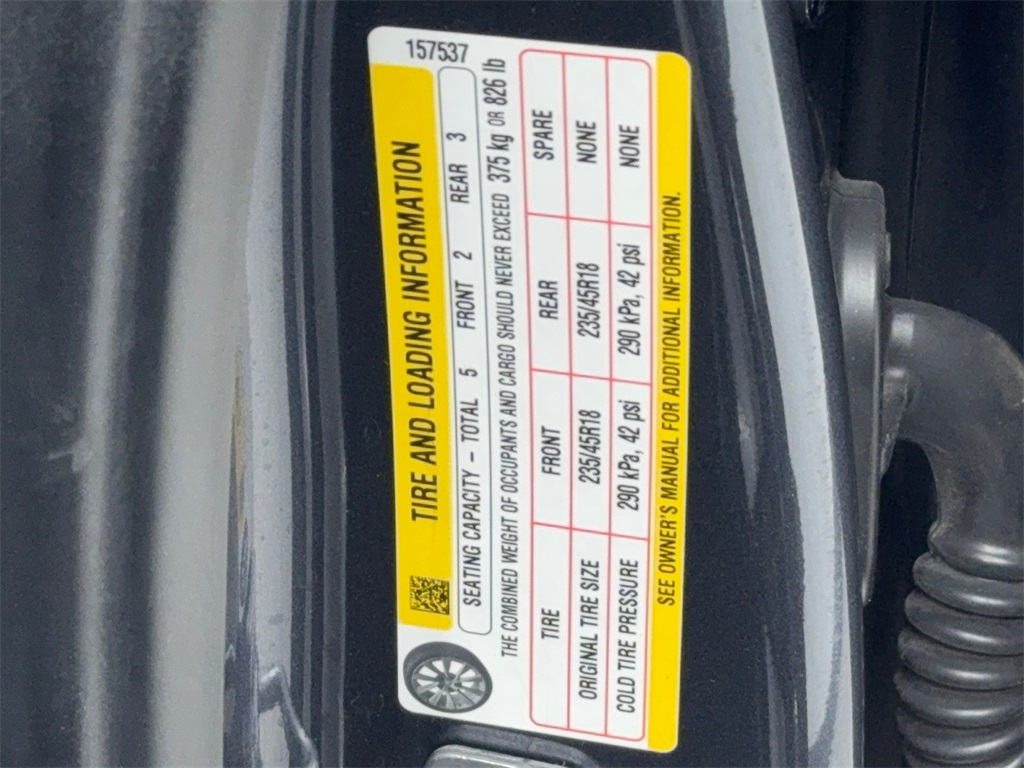 157537
TIRE AND LOADING INFORMATION
SEATING CAPACITY – TOTAL 5 FRONT 2 REAR 3
THE COMBINED WEIGHT OF OCCUPANTS AND CARGO SHOULD NEVER EXCEED 375 kg OR 826 lb
TIRE FRONT REAR SPARE
ORIGINAL TIRE SIZE 235/45R18 235/45R18 NONE
COLD TIRE PRESSURE 290 kPa, 42 psi 290 kPa, 42 psi NONE
SEE OWNER'S MANUAL FOR ADDITIONAL INFORMATION.